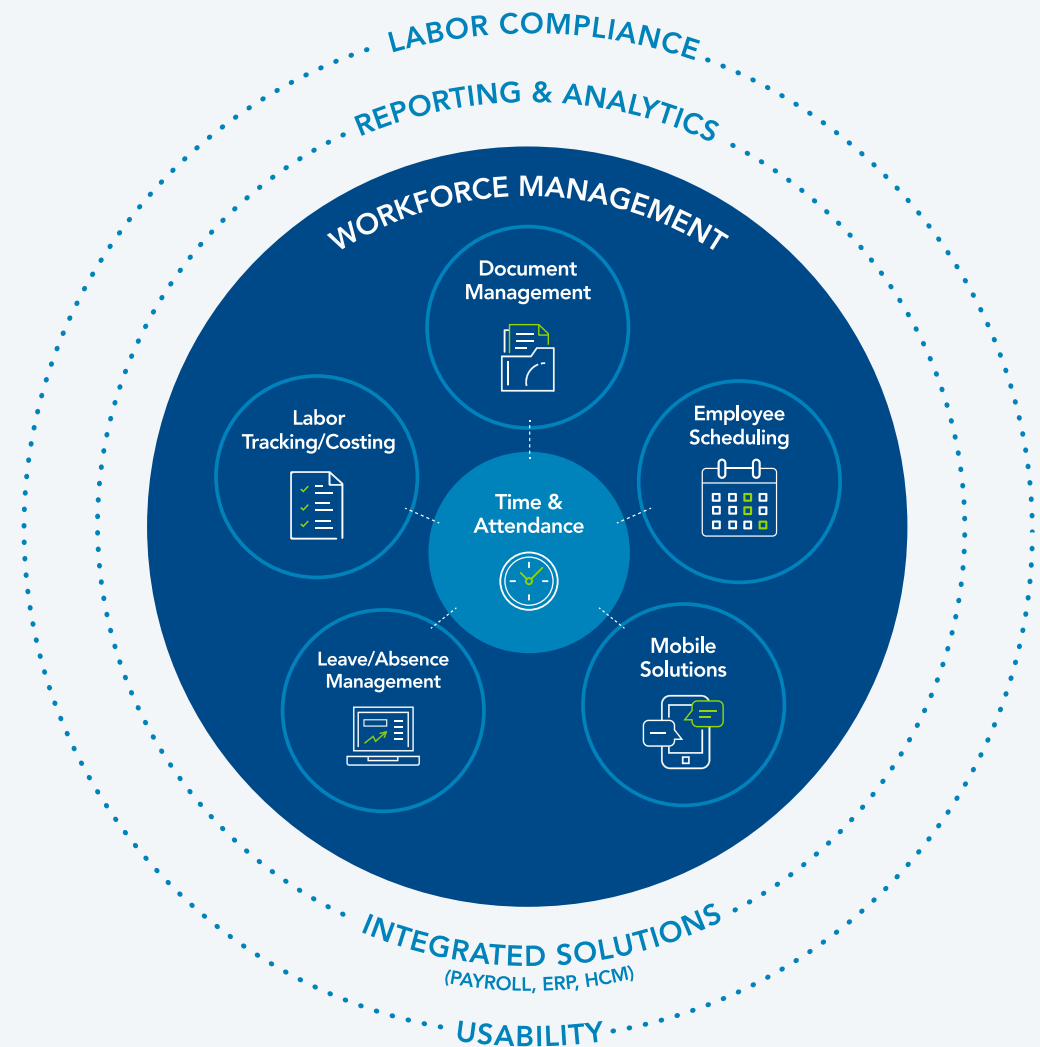 LABOR COMPLIANCE
REPORTING & ANALYTICS
WORKFORCE MANAGEMENT
Document
Management
Labor
Tracking/Costing
Employee
Scheduling
Time &
Attendance
Leave/Absence
Management
Mobile
Solutions
INTEGRATED SOLUTIONS
(PAYROLL, ERP, HCM)
USABILITY